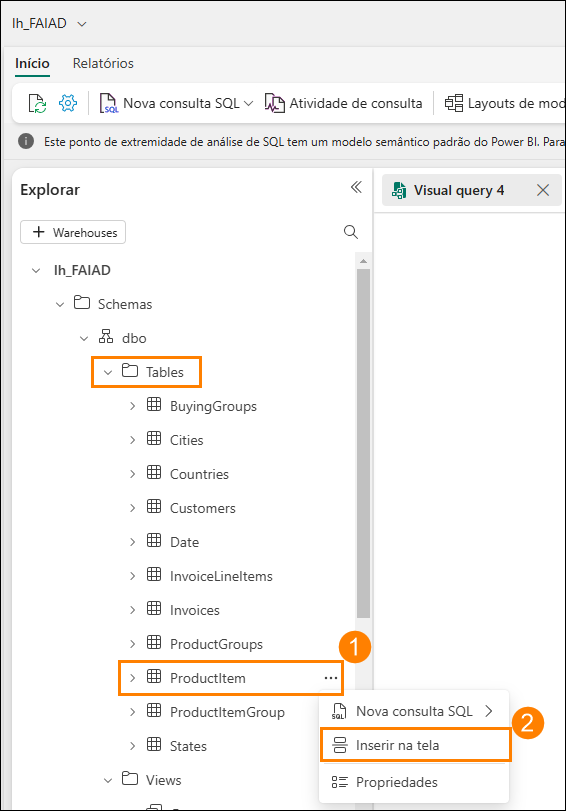 lh_FAIAD
Início Relatórios
Nova consulta SQL Atividade de consulta Layouts de mod
Este ponto de extremidade de análise de SQL tem um modelo semântico padrão do Power BI. Para
Explorar
Visual query 4
+ Warehouses
lh_FAIAD
Schemas
dbo
Tables
BuyingGroups
Cities
Countries
Customers
Date
InvoiceLineItems
Invoices
ProductGroups
1
ProductItem ...
Nova consulta SQL
ProductItemGroup
2
Inserir na tela
States
Views
Propriedades